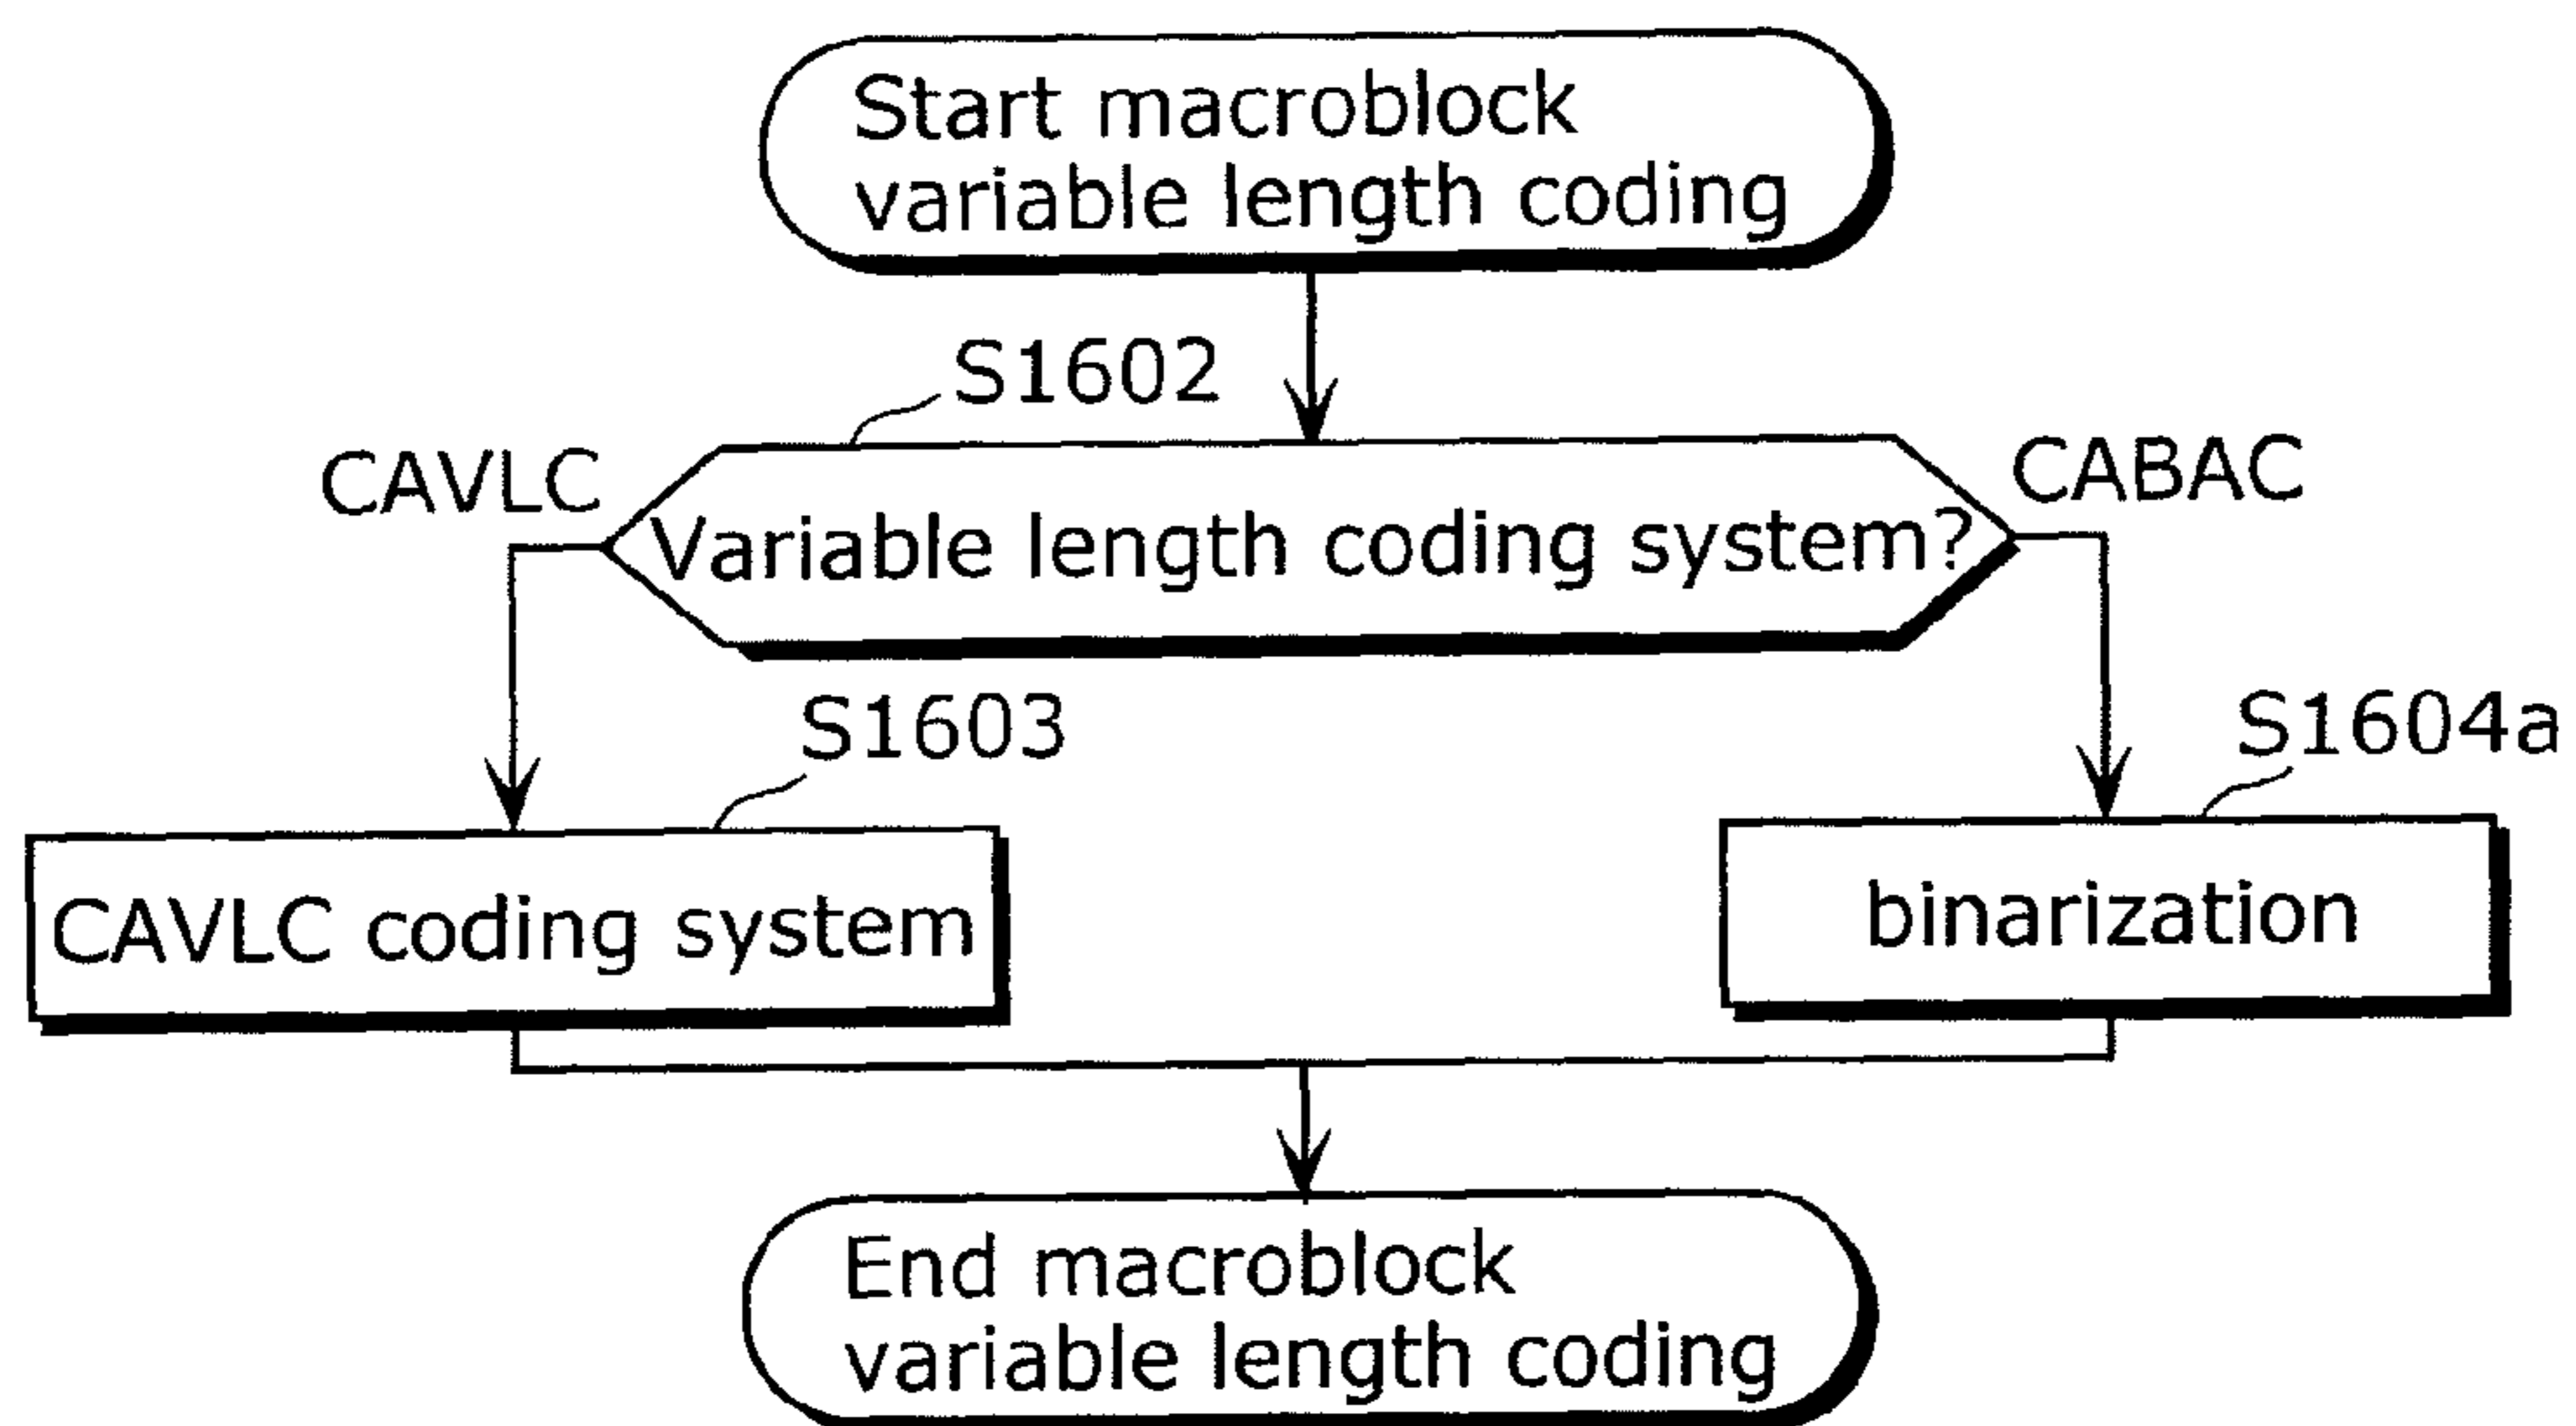 Start macroblock
variable length coding
S1602
CAVLC
CABAC
Variable length coding system?
S1603
S1604a
CAVLC coding system
binarization
End macroblock
variable length coding